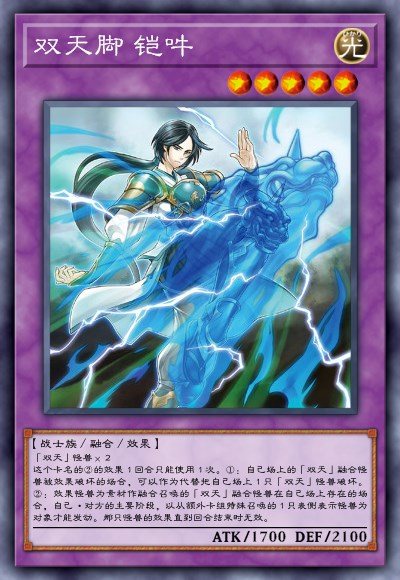 双天脚 铠吽
ひかり
光
【战士族／融合／效果】
「双天」怪兽×2
这个卡名的②的效果1回合只能使用1次。①：自己场上的「双天」融合怪
兽被效果破坏的场合，可以作为代替把自己场上1只「双天」怪兽破坏。
②：效果怪兽为素材作融合召唤的「双天」融合怪兽在自己场上存在的场
合，自己·对方的主要阶段，以从额外卡组特殊召唤的1只表侧表示怪兽为
对象才能发动。那只怪兽的效果直到回合结束时无效。
ATK/1700 DEF/2100